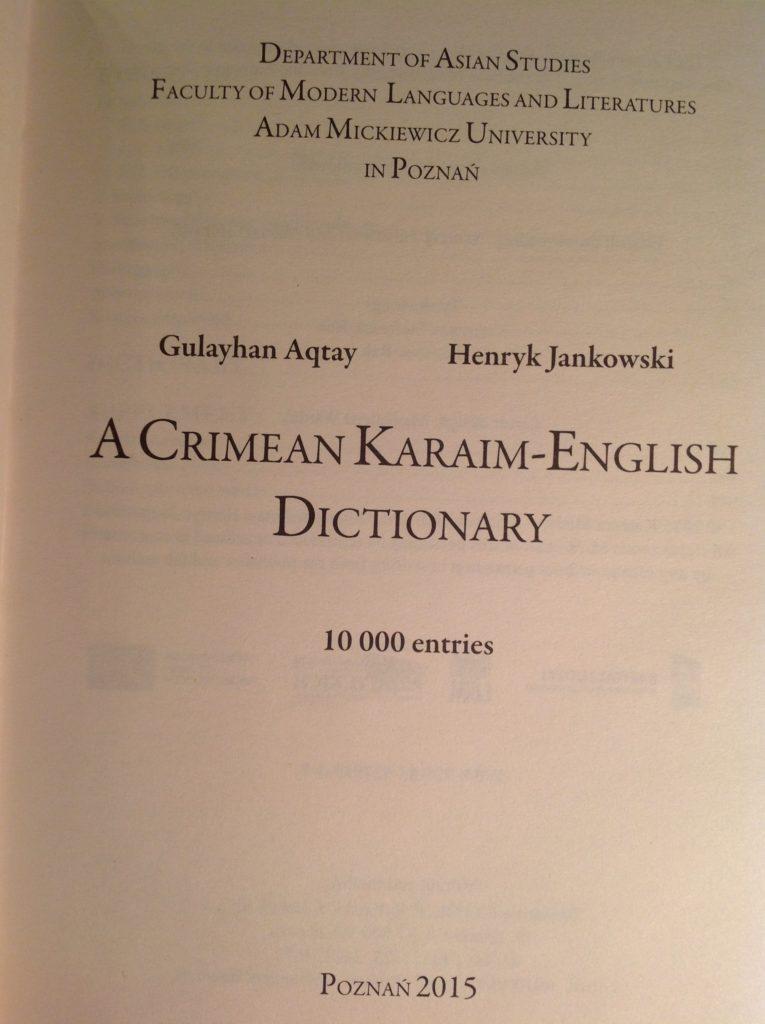 Department of Asian Studies
Faculty of Modern Languages and Literatures
Adam Mickiewicz University
in Poznań
Gulayhan Aqtay Henryk Jankowski
A Crimean Karaim-English
Dictionary
10 000 entries
Poznań 2015